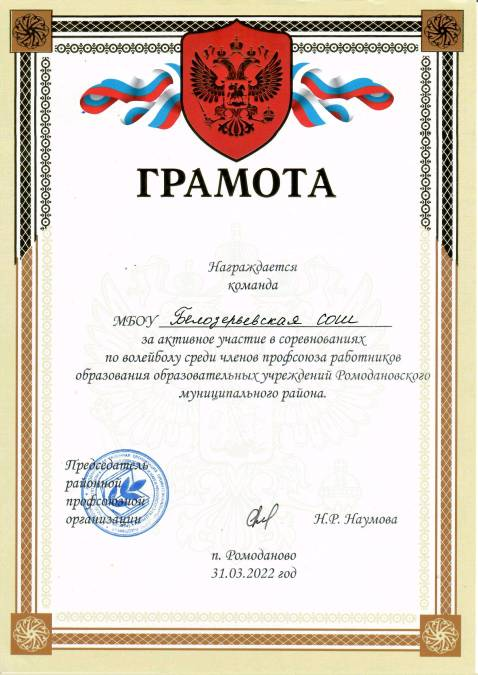 ГРАМОТА
Награждается
команда
МБОУ Белозерьевская сош
за активное участие в соревнованиях
по волейболу среди членов профсоюза работников
образования образовательных учреждений Ромодановского
муниципального района.
Председатель
районной
профсоюзной
организации
Н.Р. Наумова
п. Ромоданово
31.03.2022 год